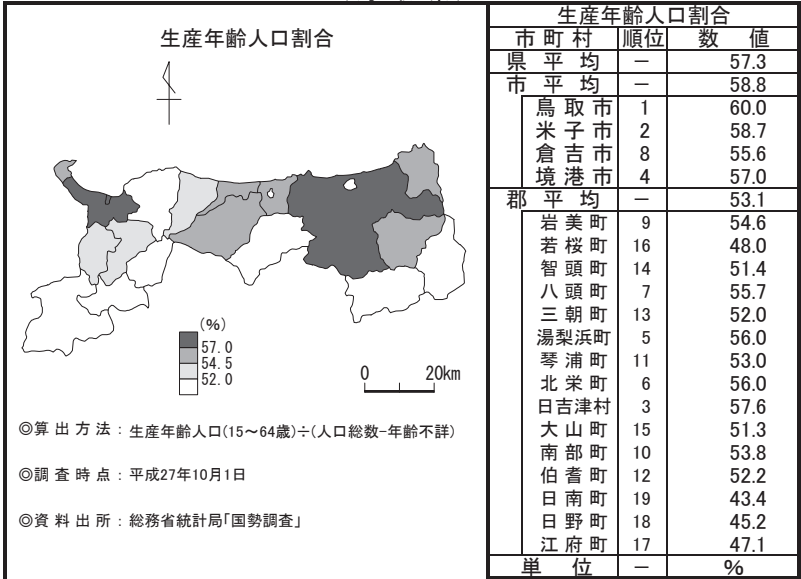 生産年齢人口割合
(%)
57.0
54.5
52.0
0 20km
◎算出方法：生産年齢人口(15～64歳)÷(人口総数−年齢不詳)
◎調査時点：平成27年10月1日
◎資料出所：総務省統計局「国勢調査」
生産年齢人口割合
市町村 順位 数値
県平均 － 57.3
市平均 － 58.8
鳥取市 1 60.0
米子市 2 58.7
倉吉市 8 55.6
境港市 4 57.0
郡平均 － 53.1
岩美町 9 54.6
若桜町 16 48.0
智頭町 14 51.4
八頭町 7 55.7
三朝町 13 52.0
湯梨浜町 5 56.0
琴浦町 11 53.0
北栄町 6 56.0
日吉津村 3 57.6
大山町 15 51.3
南部町 10 53.8
伯耆町 12 52.2
日南町 19 43.4
日野町 18 45.2
江府町 17 47.1
単位 － %